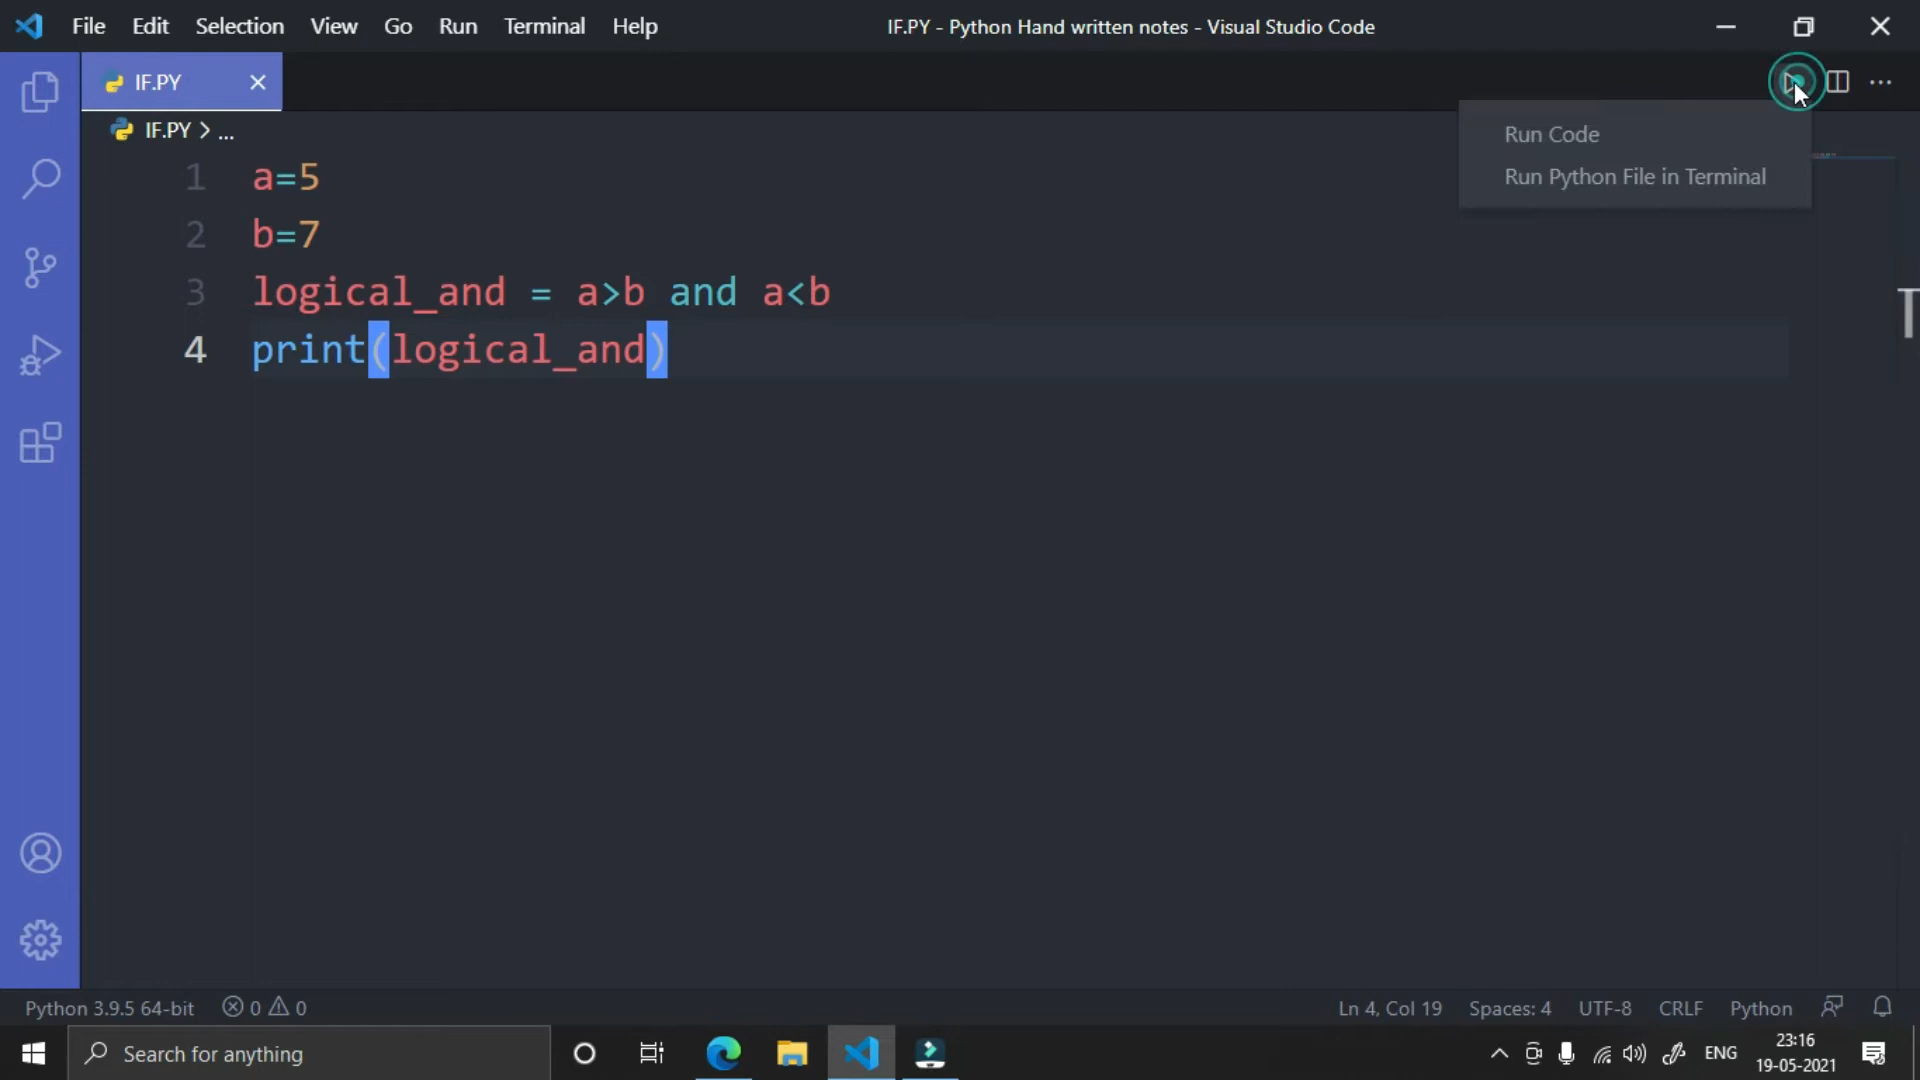 File Edit Selection View Go Run Terminal Help
IF.PY - Python Hand written notes - Visual Studio Code
IF.PY
IF.PY > ...
Run Code
Run Python File in Terminal
1 a=5
2 b=7
3 logical_and = a>b and a<b
4 print(logical_and)
Python 3.9.5 64-bit 0 0
Ln 4, Col 19 Spaces: 4 UTF-8 CRLF Python
Search for anything
ENG
23:16
19-05-2021